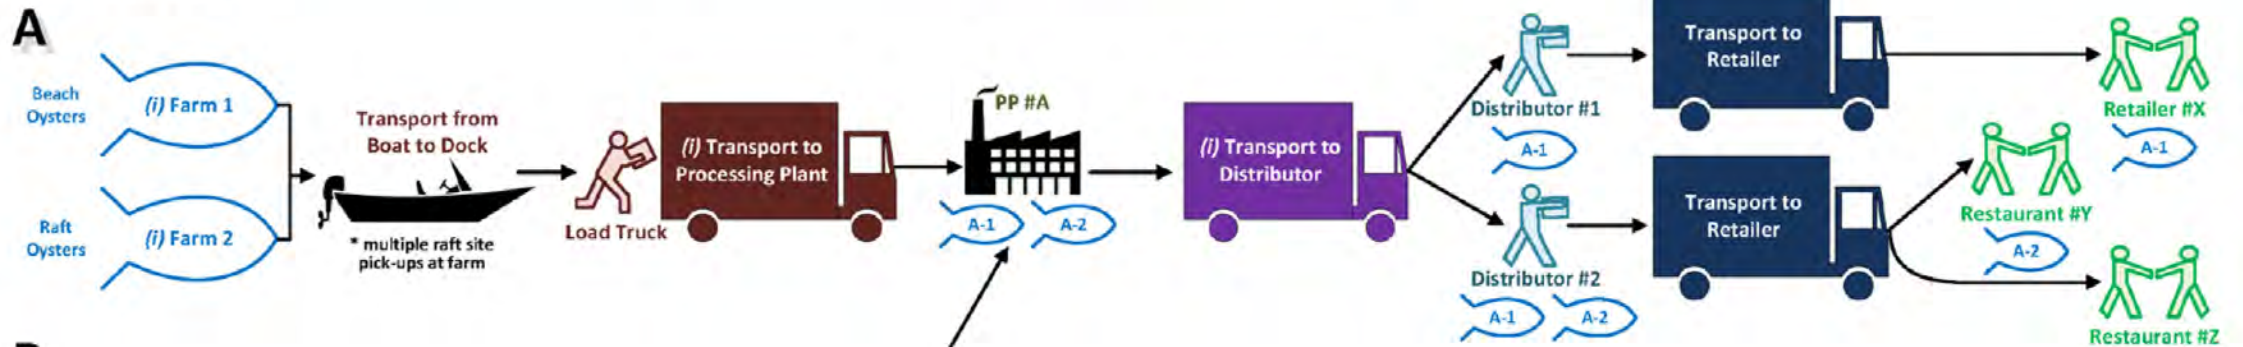 A
Beach
Oysters
(i) Farm 1
Raft
Oysters
(i) Farm 2
Transport from
Boat to Dock
* multiple raft site
pick-ups at farm
Load Truck
(i) Transport to
Processing Plant
PP #A
A-1
A-2
(i) Transport to
Distributor
Distributor #1
A-1
Distributor #2
A-1
A-2
Transport to
Retailer
Transport to
Retailer
Retailer #X
A-1
Restaurant #Y
A-2
Restaurant #Z